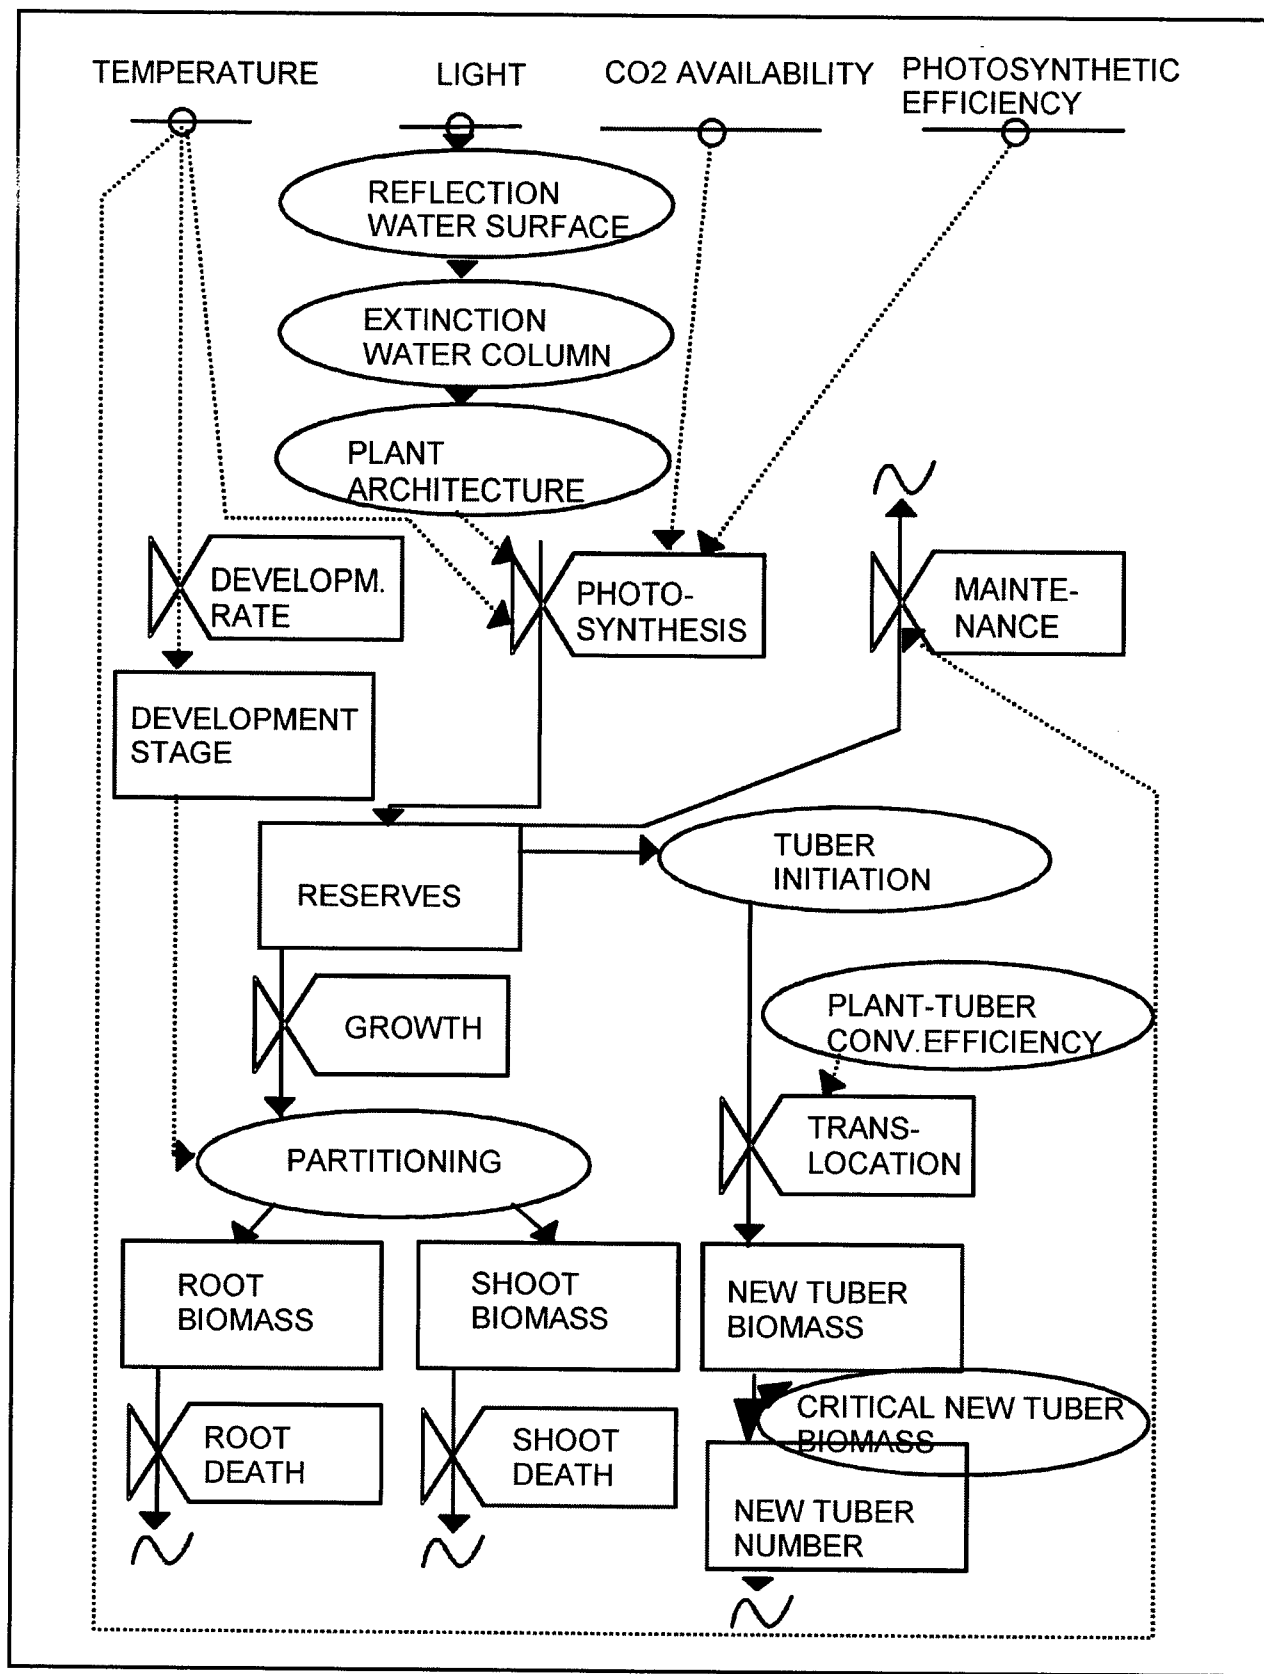 TEMPERATURE
LIGHT
CO2 AVAILABILITY
PHOTOSYNTHETIC
EFFICIENCY
REFLECTION
WATER SURFACE
EXTINCTION
WATER COLUMN
PLANT
ARCHITECTURE
DEVELOPM.
RATE
PHOTO-
SYNTHESIS
MAINTE-
NANCE
DEVELOPMENT
STAGE
RESERVES
TUBER
INITIATION
GROWTH
PLANT-TUBER
CONV.EFFICIENCY
PARTITIONING
TRANS-
LOCATION
ROOT
BIOMASS
SHOOT
BIOMASS
NEW TUBER
BIOMASS
CRITICAL NEW TUBER
BIOMASS
ROOT
DEATH
SHOOT
DEATH
NEW TUBER
NUMBER